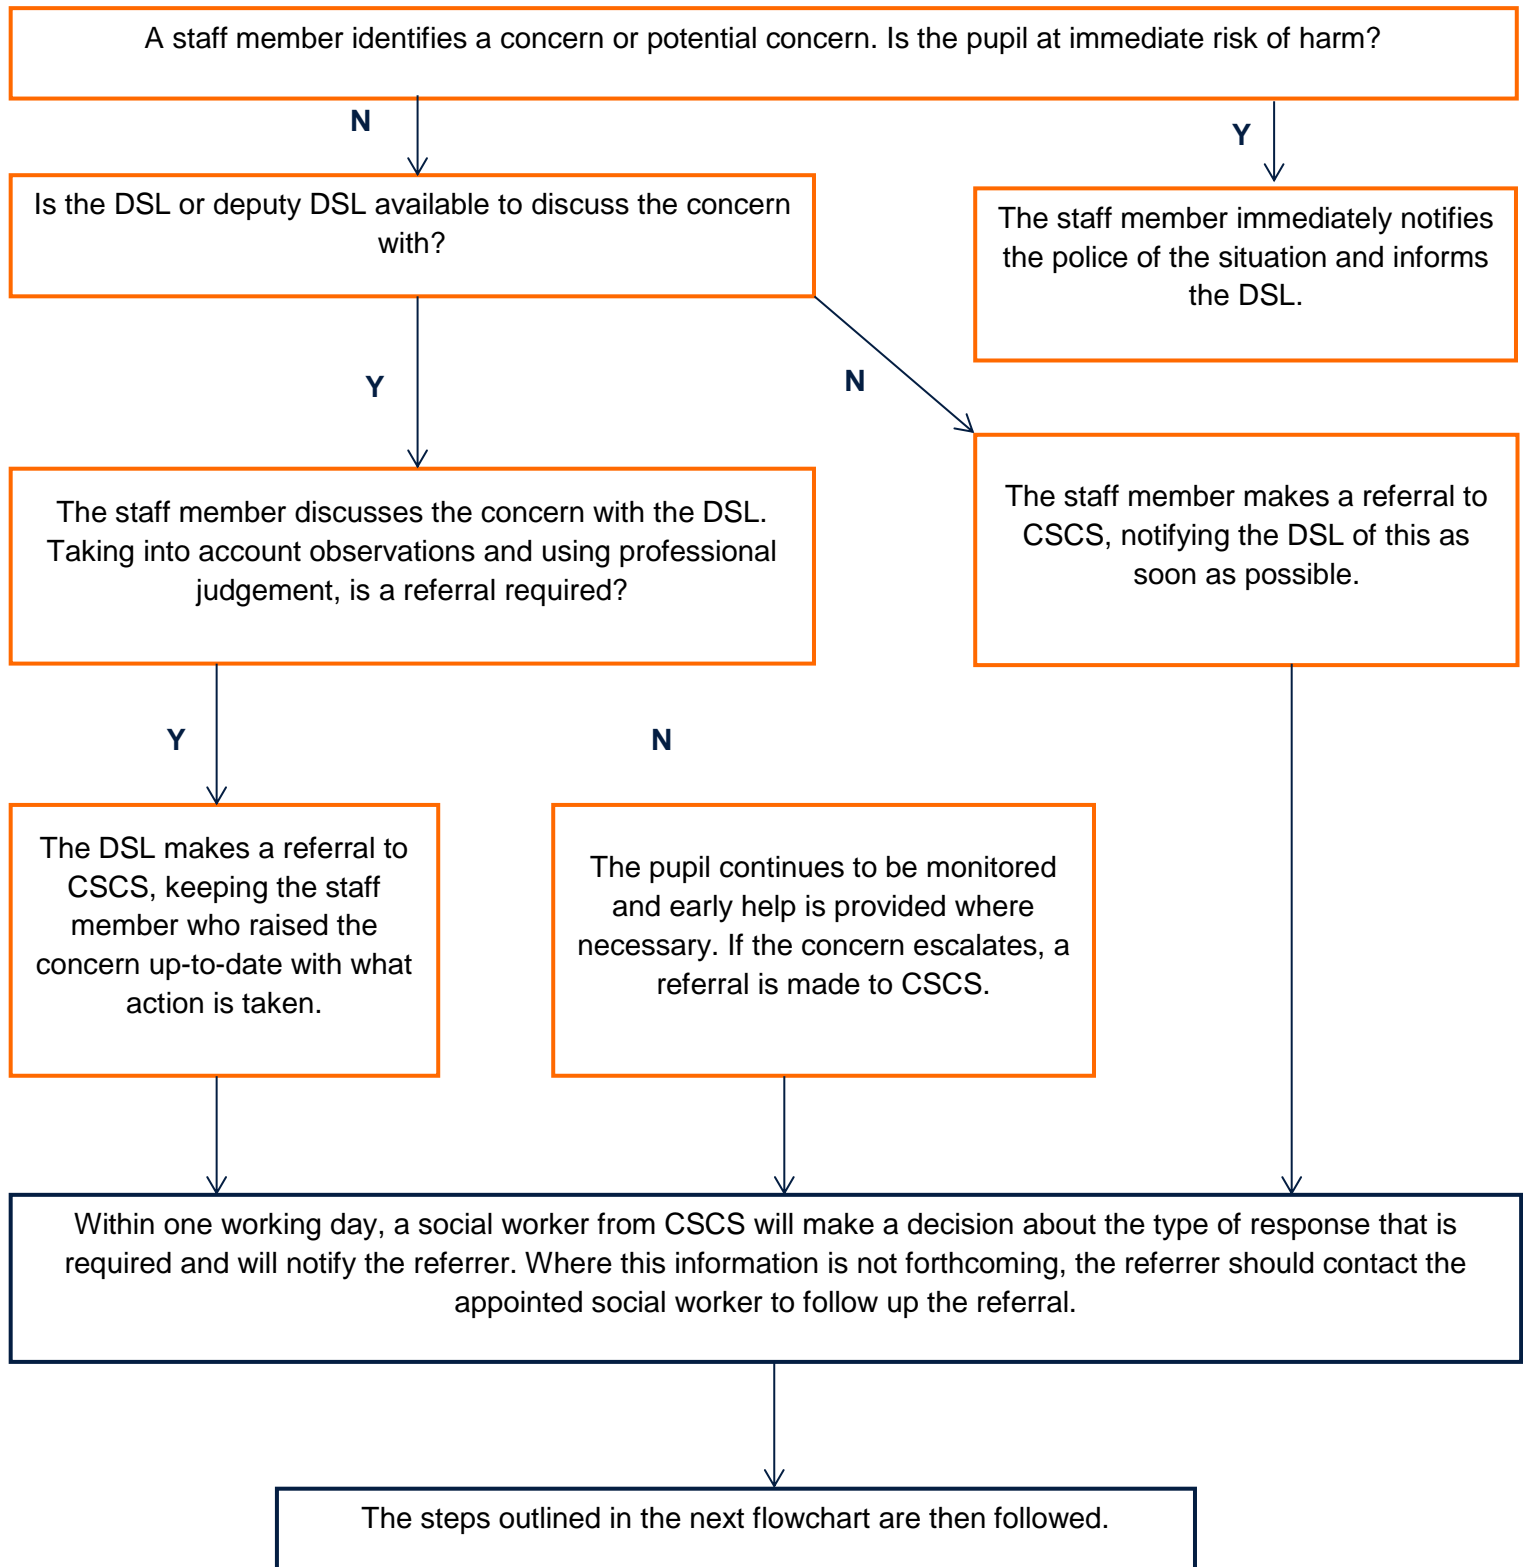 A staff member identifies a concern or potential concern. Is the pupil at immediate risk of harm?
N
Y
Is the DSL or deputy DSL available to discuss the concern
with?
The staff member immediately notifies
the police of the situation and informs
the DSL.
Y
N
The staff member discusses the concern with the DSL.
Taking into account observations and using professional
judgement, is a referral required?
The staff member makes a referral to
CSCS, notifying the DSL of this as
soon as possible.
Y
N
The DSL makes a referral to
CSCS, keeping the staff
member who raised the
concern up-to-date with what
action is taken.
The pupil continues to be monitored
and early help is provided where
necessary. If the concern escalates, a
referral is made to CSCS.
Within one working day, a social worker from CSCS will make a decision about the type of response that is
required and will notify the referrer. Where this information is not forthcoming, the referrer should contact the
appointed social worker to follow up the referral.
The steps outlined in the next flowchart are then followed.